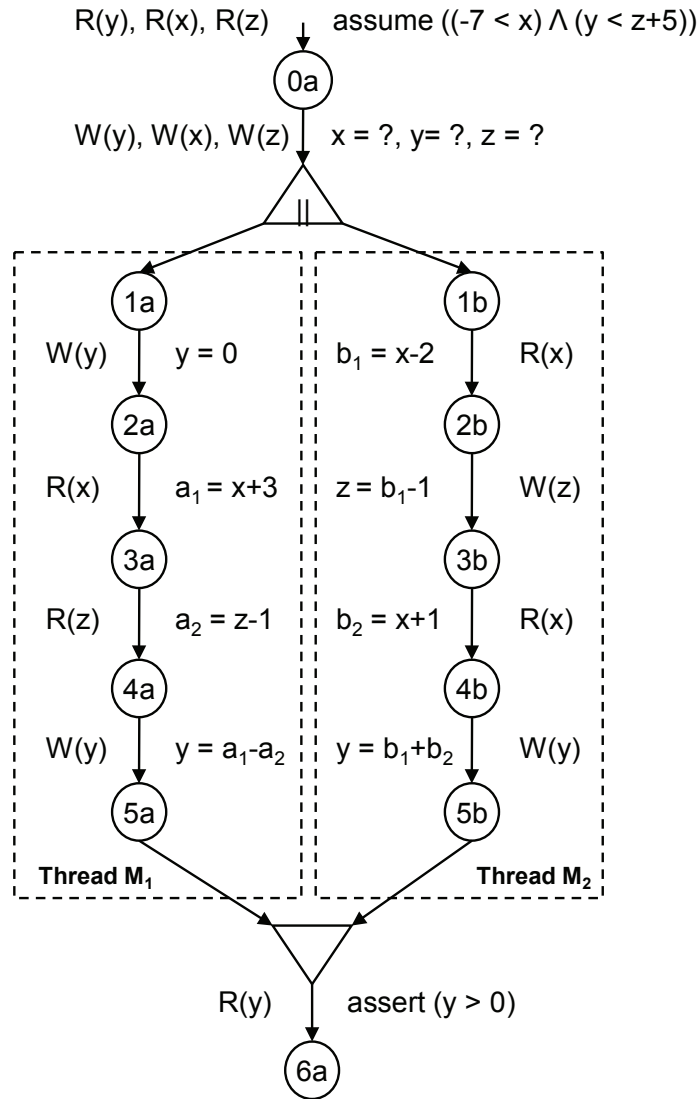 R(y), R(x), R(z) assume ((-7 < x) Λ (y < z+5))
0a
W(y), W(x), W(z) x = ?, y= ?, z = ?
||
1a 1b
W(y) y = 0 b₁ = x-2 R(x)
2a 2b
R(x) a₁ = x+3 z = b₁-1 W(z)
3a 3b
R(z) a₂ = z-1 b₂ = x+1 R(x)
4a 4b
W(y) y = a₁-a₂ y = b₁+b₂ W(y)
5a 5b
Thread M₁ Thread M₂
R(y) assert (y > 0)
6a